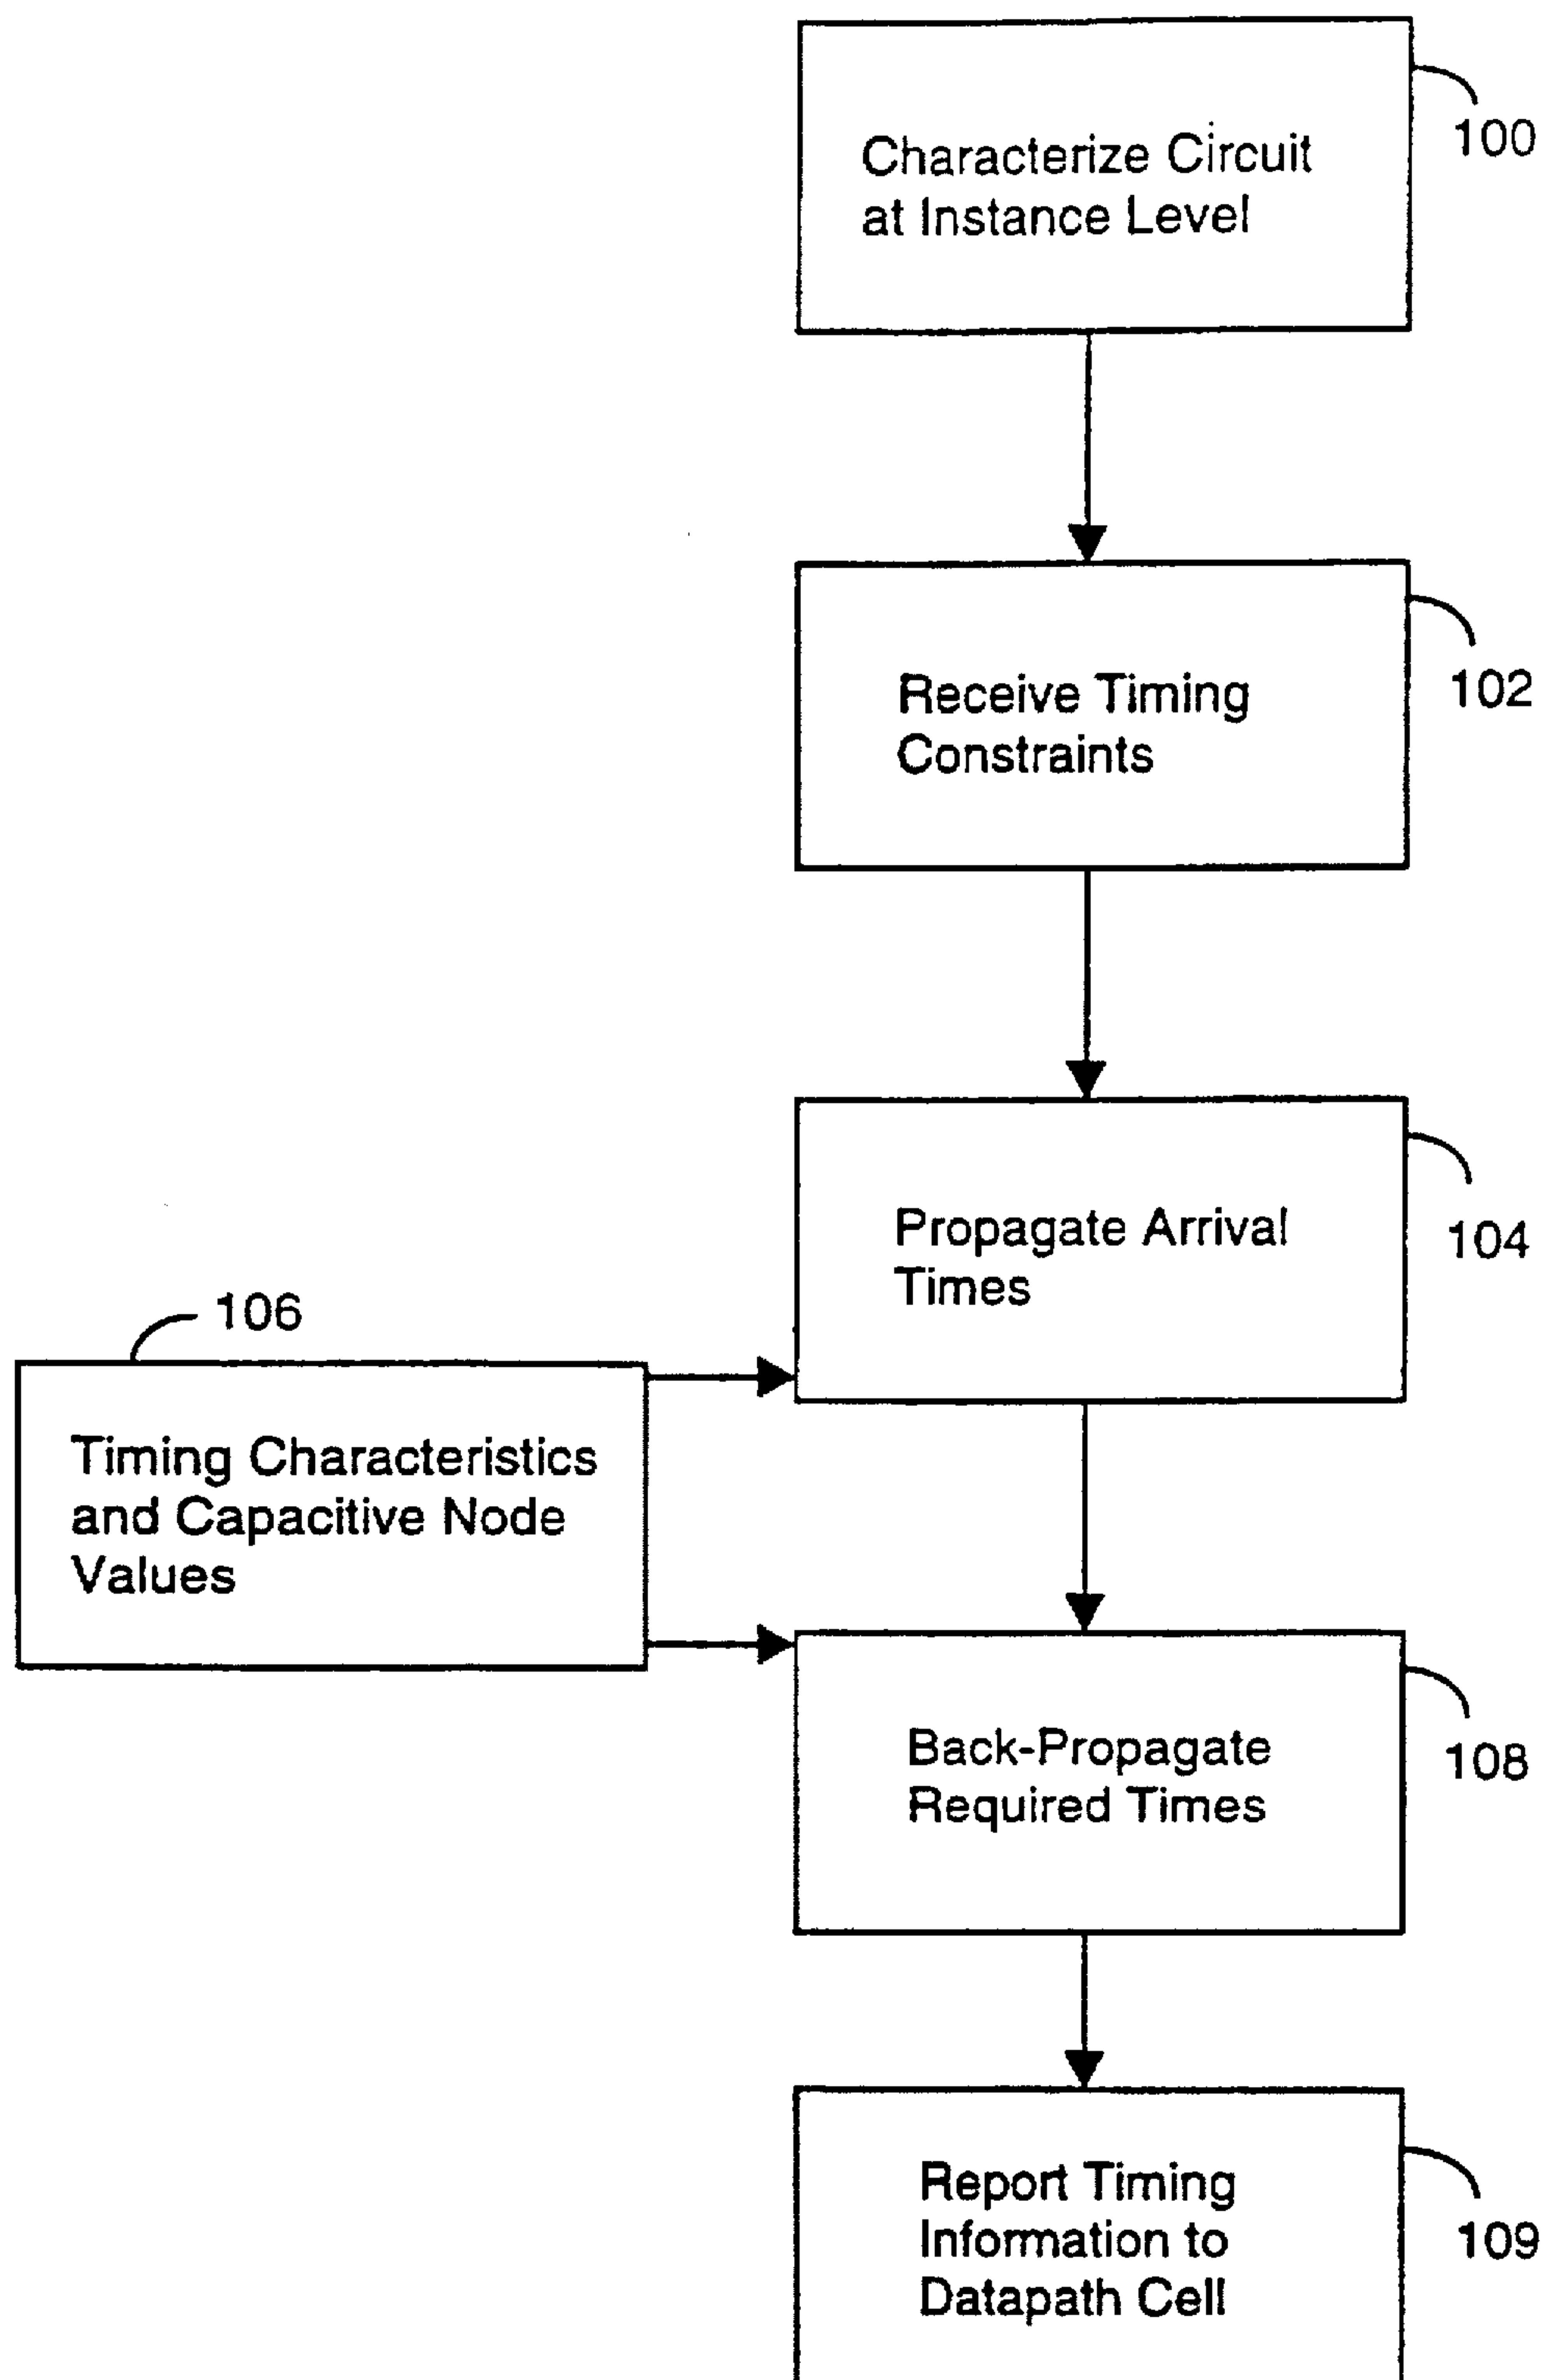 Characterize Circuit
at Instance Level
100
Receive Timing
Constraints
102
Propagate Arrival
Times
104
106
Timing Characteristics
and Capacitive Node
Values
Back-Propagate
Required Times
108
Report Timing
Information to
Datapath Cell
109